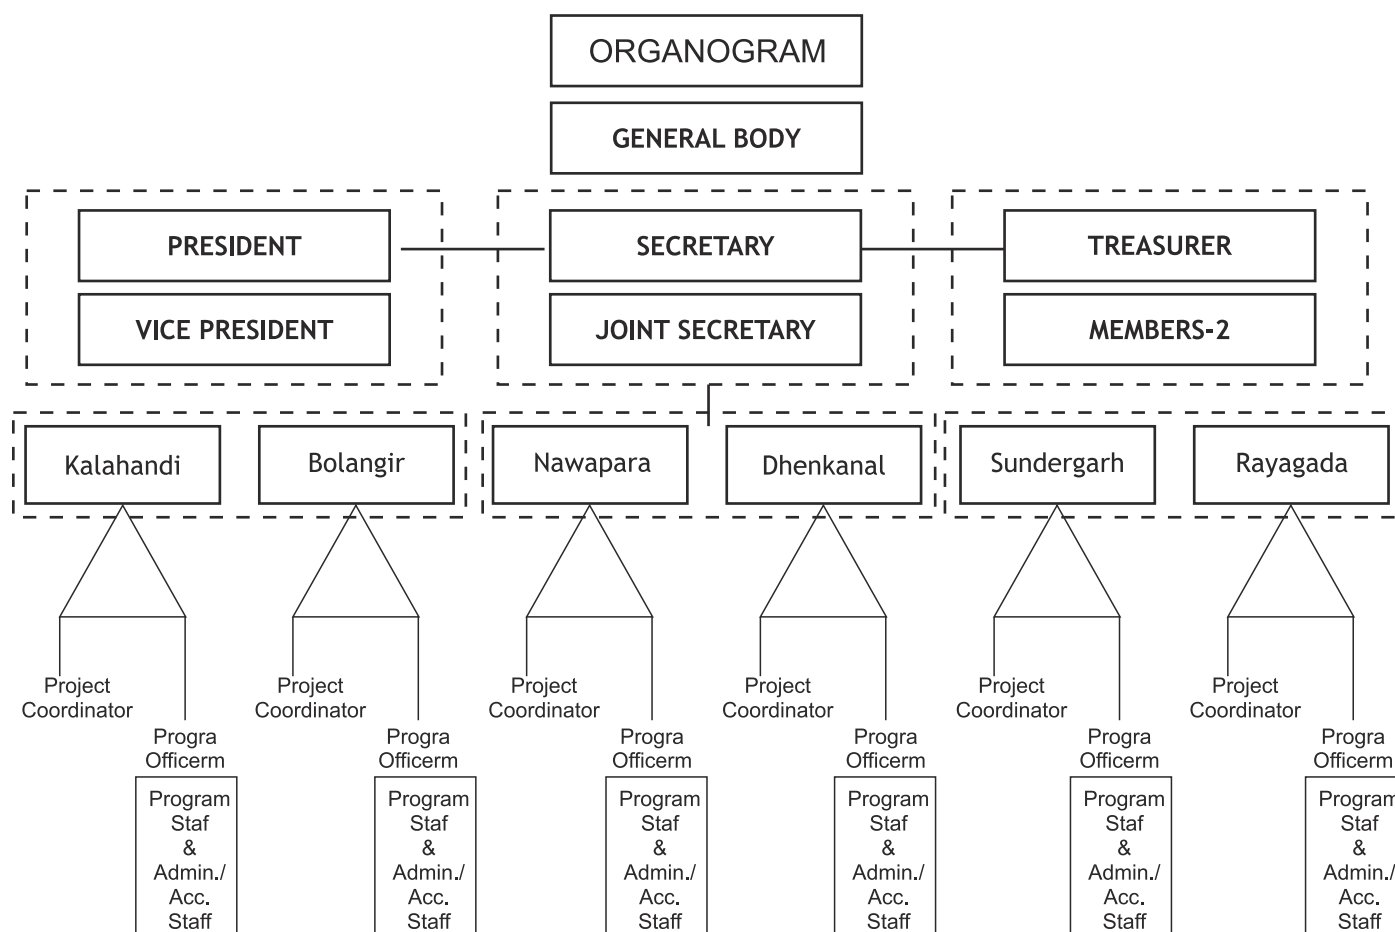 ORGANOGRAM
GENERAL BODY
PRESIDENT
SECRETARY
TREASURER
VICE PRESIDENT
JOINT SECRETARY
MEMBERS-2
Kalahandi
Bolangir
Nawapara
Dhenkanal
Sundergarh
Rayagada
Project
Coordinator
Project
Coordinator
Project
Coordinator
Project
Coordinator
Project
Coordinator
Project
Coordinator
Progra
Officerm
Progra
Officerm
Progra
Officerm
Progra
Officerm
Progra
Officerm
Progra
Officerm
Program
Staf
&
Admin./
Acc.
Staff
Program
Staf
&
Admin./
Acc.
Staff
Program
Staf
&
Admin./
Acc.
Staff
Program
Staf
&
Admin./
Acc.
Staff
Program
Staf
&
Admin./
Acc.
Staff
Program
Staf
&
Admin./
Acc.
Staff